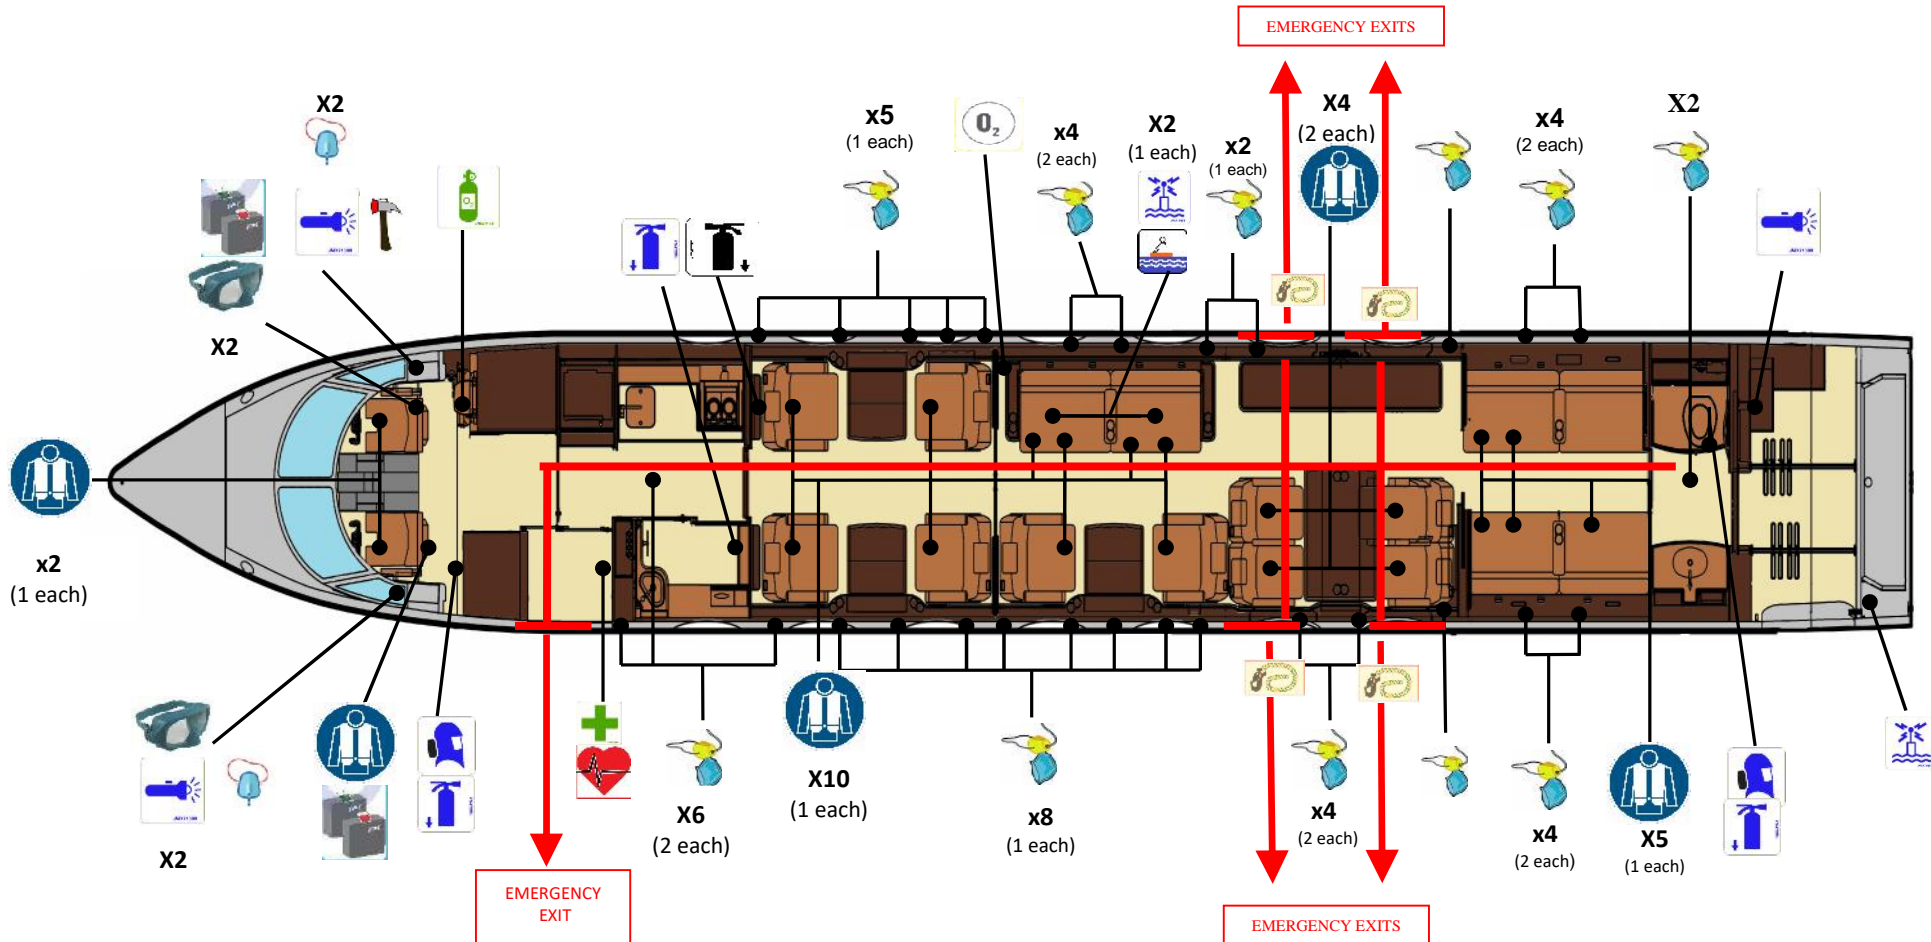 EMERGENCY EXITS
X2
x5
(1 each)
O2
x4
(2 each)
X2
(1 each)
x2
(1 each)
X4
(2 each)
x4
(2 each)
X2
X2
x2
(1 each)
X2
X6
(2 each)
X10
(1 each)
x8
(1 each)
x4
(2 each)
x4
(2 each)
X5
(1 each)
EMERGENCY
EXIT
EMERGENCY EXITS